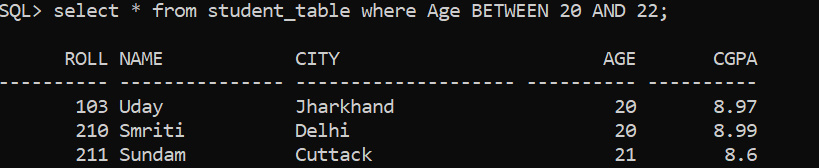 SQL> select * from student_table where Age BETWEEN 20 AND 22;
ROLL NAME CITY AGE CGPA
---------- --------------- -------------------- ---------- ----------
103 Uday Jharkhand 20 8.97
210 Smriti Delhi 20 8.99
211 Sundam Cuttack 21 8.6